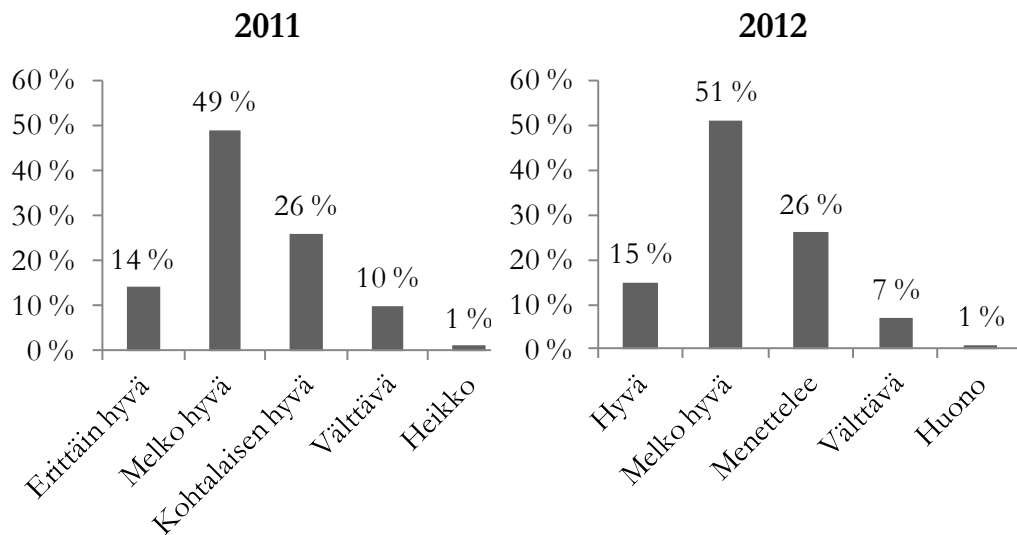 2011
60 %
50 %
40 %
30 %
20 %
10 %
0 %
14 %
49 %
26 %
10 %
1 %
Erittäin hyvä
Melko hyvä
Kohtalaisen hyvä
Välttävä
Heikko
2012
60 %
50 %
40 %
30 %
20 %
10 %
0 %
15 %
51 %
26 %
7 %
1 %
Hyvä
Melko hyvä
Menettelee
Välttävä
Huono